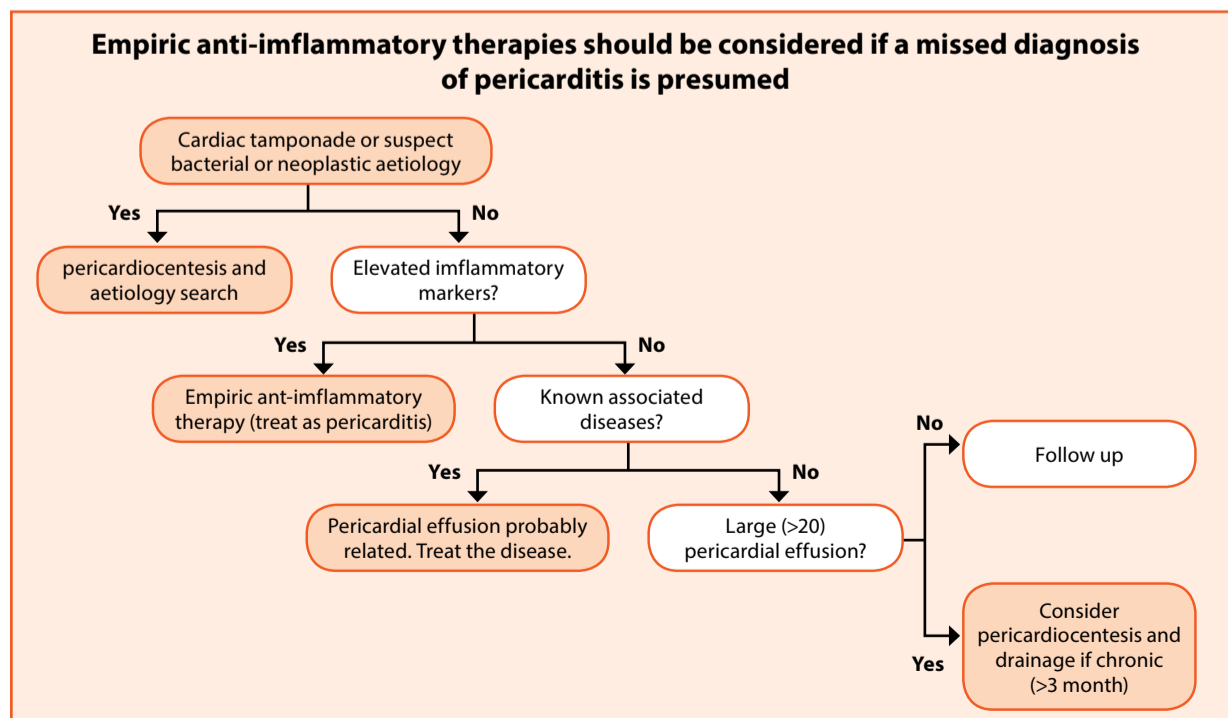 Empiric anti-imflammatory therapies should be considered if a missed diagnosis
of pericarditis is presumed
Cardiac tamponade or suspect
bacterial or neoplastic aetiology
Yes
No
pericardiocentesis and
aetiology search
Elevated imflammatory
markers?
Yes
No
Empiric ant-imflammatory
therapy (treat as pericarditis)
Known associated
diseases?
Yes
No
Pericardial effusion probably
related. Treat the disease.
Large (>20)
pericardial effusion?
No
Follow up
Yes
Consider
pericardiocentesis and
drainage if chronic
(>3 month)